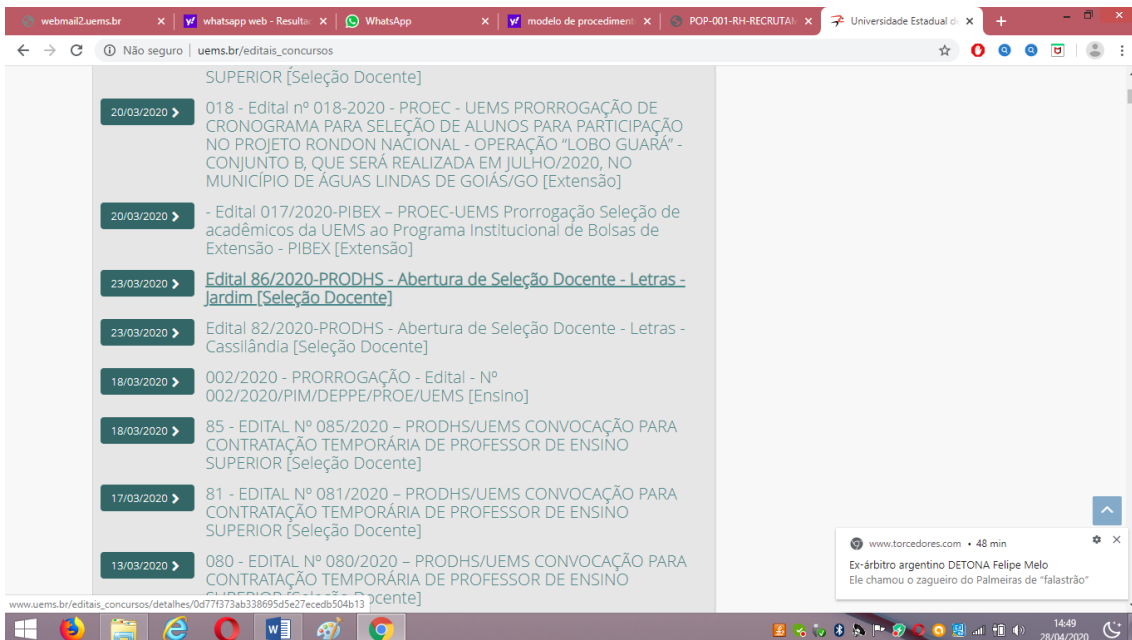 webmail2.uems.br
whatsapp web - Resulta
WhatsApp
modelo de procediment
POP-001-RH-RECRUTA
Universidade Estadual d
Não seguro
uems.br/editais_concursos
SUPERIOR [Seleção Docente]
20/03/2020
018 - Edital nº 018-2020 - PROEC - UEMS PRORROGAÇÃO DE
CRONOGRAMA PARA SELEÇÃO DE ALUNOS PARA PARTICIPAÇÃO
NO PROJETO RONDON NACIONAL - OPERAÇÃO “LOBO GUARÁ” -
CONJUNTO B, QUE SERÁ REALIZADA EM JULHO/2020, NO
MUNICÍPIO DE ÁGUAS LINDAS DE GOIÁS/GO [Extensão]
20/03/2020
- Edital 017/2020-PIBEX – PROEC-UEMS Prorrogação Seleção de
acadêmicos da UEMS ao Programa Institucional de Bolsas de
Extensão - PIBEX [Extensão]
23/03/2020
Edital 86/2020-PRODHS - Abertura de Seleção Docente - Letras -
Jardim [Seleção Docente]
23/03/2020
Edital 82/2020-PRODHS - Abertura de Seleção Docente - Letras -
Cassilândia [Seleção Docente]
18/03/2020
002/2020 - PRORROGAÇÃO - Edital - Nº
002/2020/PIM/DEPPE/PROE/UEMS [Ensino]
18/03/2020
85 - EDITAL Nº 085/2020 – PRODHS/UEMS CONVOCAÇÃO PARA
CONTRATAÇÃO TEMPORÁRIA DE PROFESSOR DE ENSINO
SUPERIOR [Seleção Docente]
17/03/2020
81 - EDITAL Nº 081/2020 – PRODHS/UEMS CONVOCAÇÃO PARA
CONTRATAÇÃO TEMPORÁRIA DE PROFESSOR DE ENSINO
SUPERIOR [Seleção Docente]
13/03/2020
080 - EDITAL Nº 080/2020 – PRODHS/UEMS CONVOCAÇÃO PARA
CONTRATAÇÃO TEMPORÁRIA DE PROFESSOR DE ENSINO
SUPERIOR [Seleção Docente]
www.torcedores.com • 48 min
Ex-árbitro argentino DETONA Felipe Melo
Ele chamou o zagueiro do Palmeiras de “falastrão”
www.uems.br/editais_concursos/detalhes/0d77f373ab338695d5e27ecedb504b13
14:49
28/04/2020